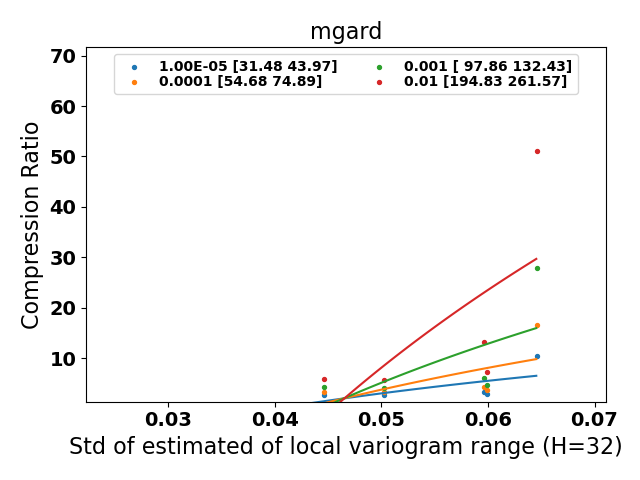 mgard
1.00E-05 [31.48 43.97]
0.0001 [54.68 74.89]
0.001 [ 97.86 132.43]
0.01 [194.83 261.57]
Compression Ratio
70
60
50
40
30
20
10
0.03 0.04 0.05 0.06 0.07
Std of estimated of local variogram range (H=32)